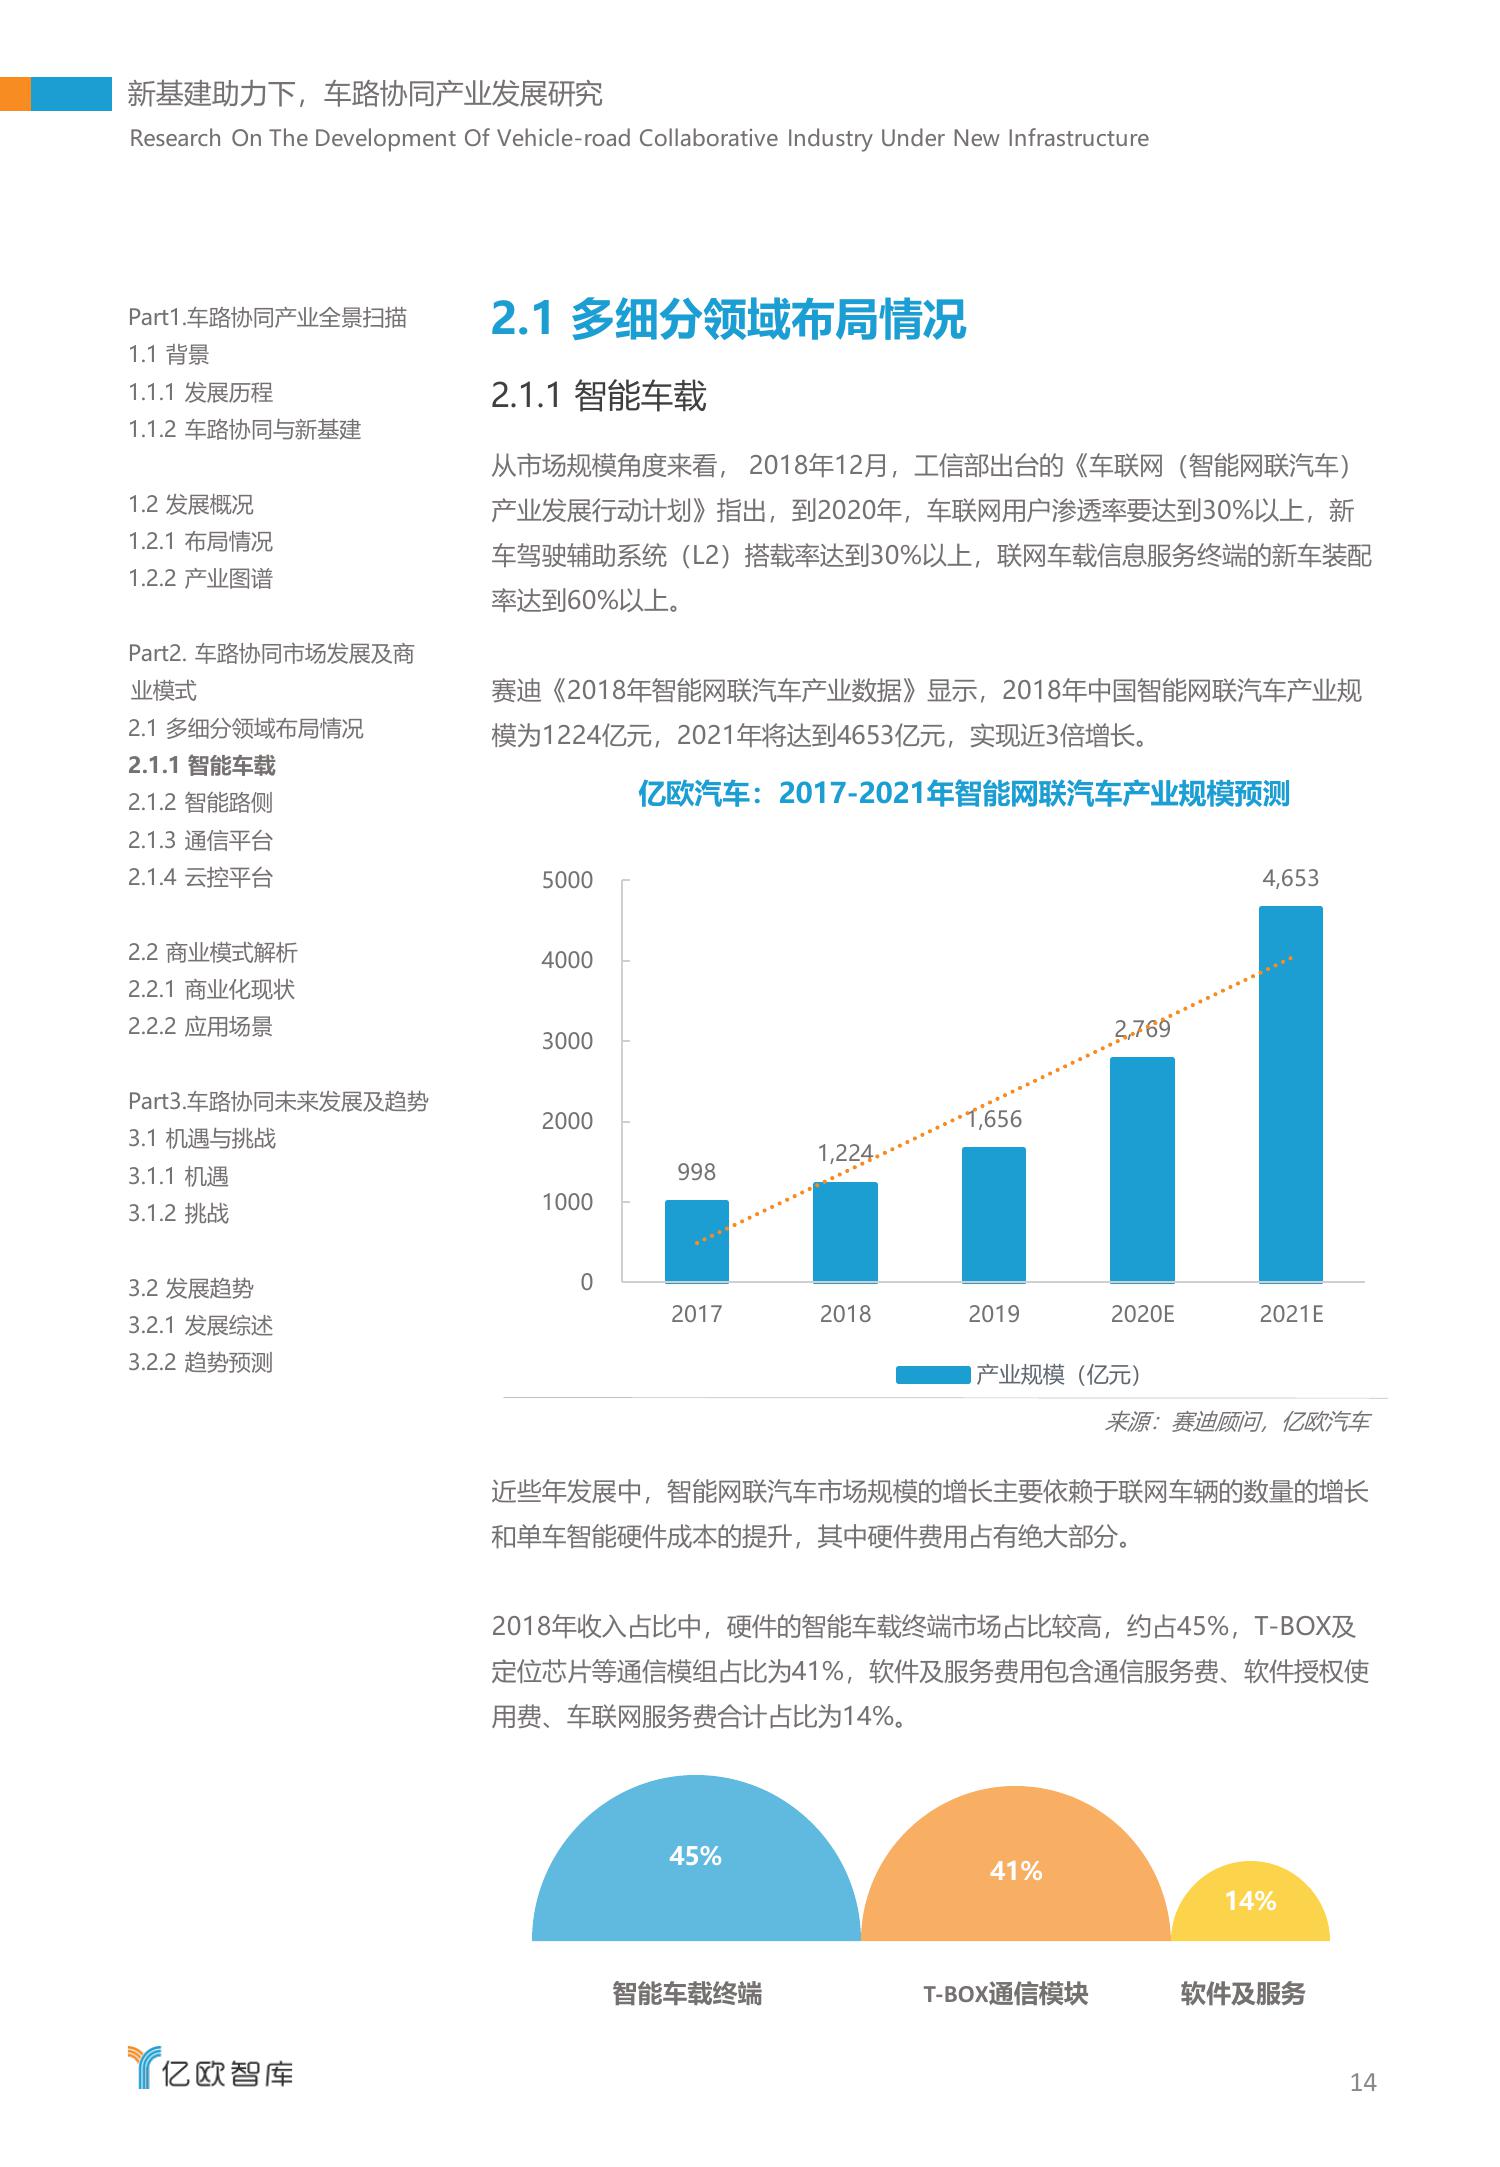 新基建助力下，车路协同产业发展研究
Research On The Development Of Vehicle-road Collaborative Industry Under New Infrastructure
Part1.车路协同产业全景扫描
1.1 背景
1.1.1 发展历程
1.1.2 车路协同与新基建
1.2 发展概况
1.2.1 布局情况
1.2.2 产业图谱
Part2. 车路协同市场发展及商
业模式
2.1 多细分领域布局情况
2.1.1 智能车载
2.1.2 智能路侧
2.1.3 通信平台
2.1.4 云控平台
2.2 商业模式解析
2.2.1 商业化现状
2.2.2 应用场景
Part3.车路协同未来发展及趋势
3.1 机遇与挑战
3.1.1 机遇
3.1.2 挑战
3.2 发展趋势
3.2.1 发展综述
3.2.2 趋势预测
2.1 多细分领域布局情况
2.1.1 智能车载
从市场规模角度来看， 2018年12月，工信部出台的《车联网（智能网联汽车）
产业发展行动计划》指出，到2020年，车联网用户渗透率要达到30%以上，新
车驾驶辅助系统（L2）搭载率达到30%以上，联网车载信息服务终端的新车装配
率达到60%以上。
赛迪《2018年智能网联汽车产业数据》显示，2018年中国智能网联汽车产业规
模为1224亿元，2021年将达到4653亿元，实现近3倍增长。
亿欧汽车：2017-2021年智能网联汽车产业规模预测
5000
4000
3000
2000
1000
0
998
1,224
1,656
2,769
4,653
2017
2018
2019
2020E
2021E
产业规模（亿元）
来源：赛迪顾问，亿欧汽车
近些年发展中，智能网联汽车市场规模的增长主要依赖于联网车辆的数量的增长
和单车智能硬件成本的提升，其中硬件费用占有绝大部分。
2018年收入占比中，硬件的智能车载终端市场占比较高，约占45%，T-BOX及
定位芯片等通信模组占比为41%，软件及服务费用包含通信服务费、软件授权使
用费、车联网服务费合计占比为14%。
45%
41%
14%
智能车载终端
T-BOX通信模块
软件及服务
亿欧智库
14